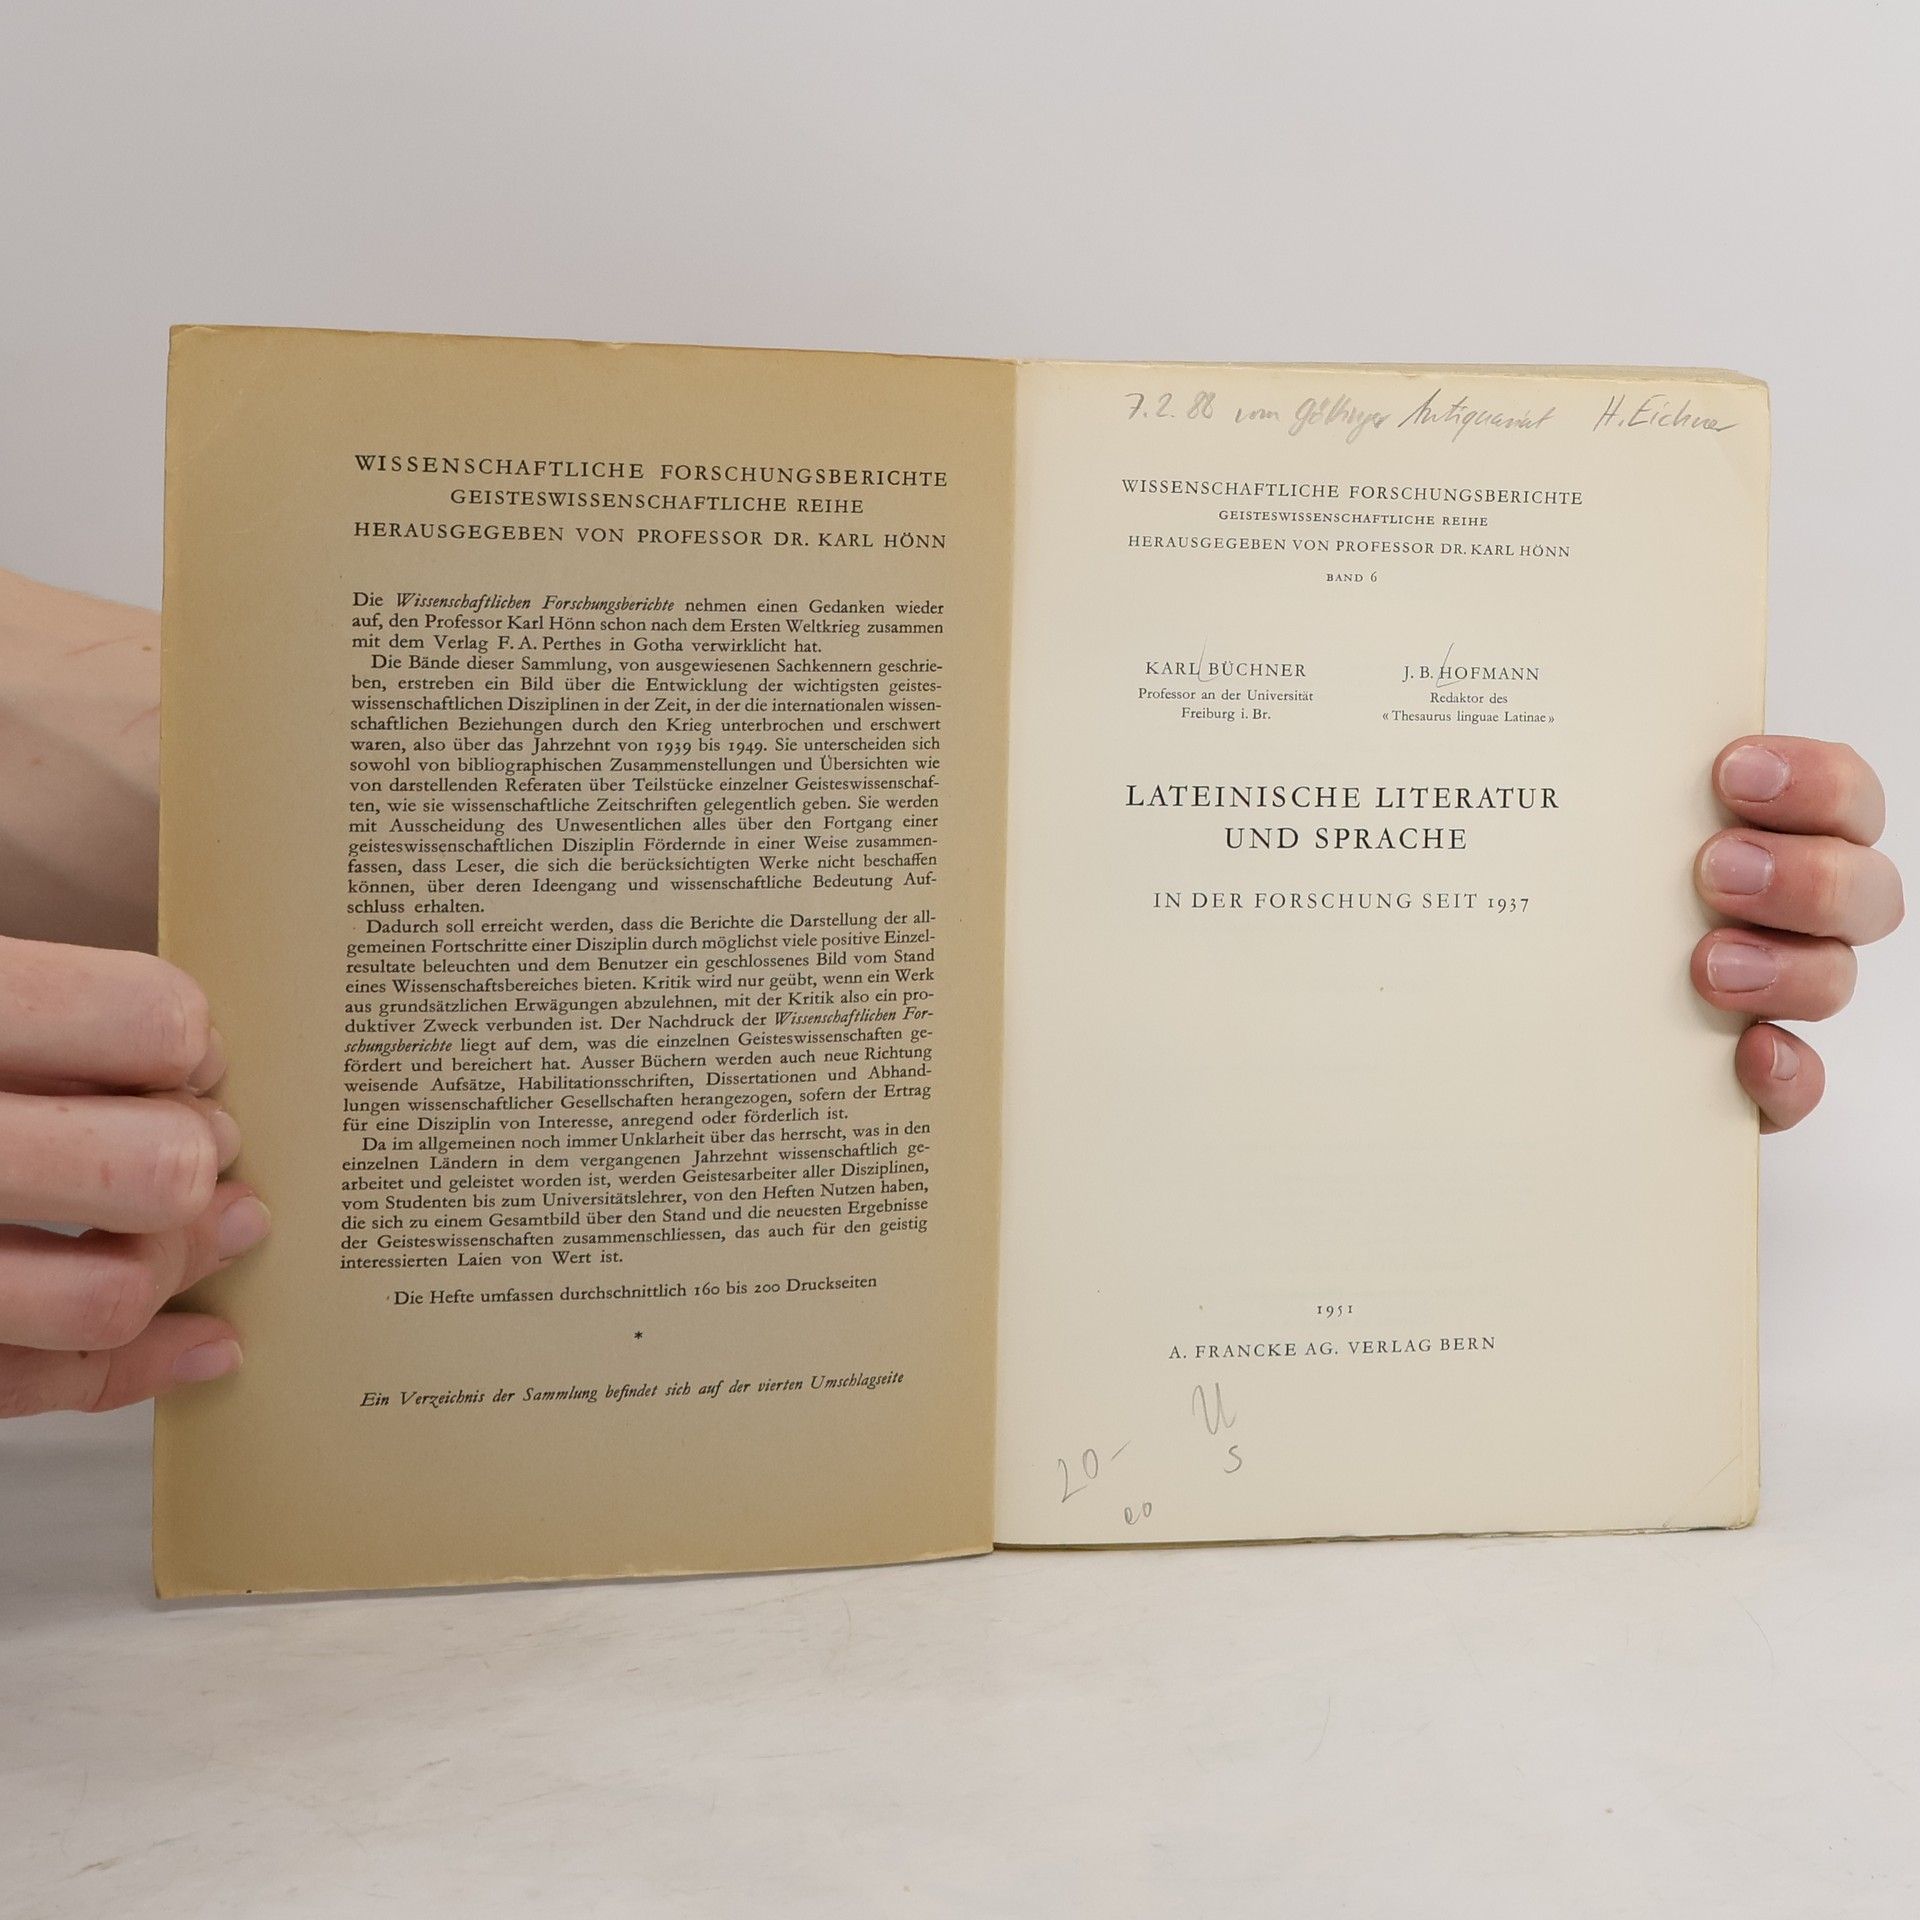 WISSENSCHAFTLICHE FORSCHUNGSBERICHTE
GEISTESWISSENSCHAFTLICHE REIHE
HERAUSGEGEBEN VON PROFESSOR DR. KARL HÖNN
Die Wissenschaftlichen Forschungsberichte nehmen einen Gedanken wieder
auf, den Professor Karl Hönn schon nach dem Ersten Weltkrieg zusammen
mit dem Verlag F. A. Perthes in Gotha verwirklicht hat.
Die Bände dieser Sammlung, von ausgewiesenen Sachkennern geschrie-
ben, erstreben ein Bild über die Entwicklung der wichtigsten geistes-
wissenschaftlichen Disziplinen in der Zeit, in der die internationalen wissen-
schaftlichen Beziehungen durch den Krieg unterbrochen und erschwert
waren, also über das Jahrzehnt von 1939 bis 1949. Sie unterscheiden sich
sowohl von bibliographischen Zusammenstellungen und Übersichten wie
von darstellenden Referaten über Teilstücke einzelner Geisteswissenschaf-
ten, wie sie wissenschaftliche Zeitschriften gelegentlich geben. Sie werden
mit Ausscheidung des Unwesentlichen alles über den Fortgang einer
geisteswissenschaftlichen Disziplin Fördernde in einer Weise zusammen-
fassen, dass Leser, die sich die berücksichtigten Werke nicht beschaffen
können, über deren Ideengang und wissenschaftliche Bedeutung Auf-
schluss erhalten.
Dadurch soll erreicht werden, dass die Berichte die Darstellung der all-
gemeinen Fortschritte einer Disziplin durch möglichst viele positive Einzel-
resultate beleuchten und dem Benutzer ein geschlossenes Bild vom Stand
eines Wissenschaftsbereiches bieten. Kritik wird nur geübt, wenn ein Werk
aus grundsätzlichen Erwägungen abzulehnen, mit der Kritik also ein pro-
duktiver Zweck verbunden ist. Der Nachdruck der Wissenschaftlichen For-
schungsberichte liegt auf dem, was die einzelnen Geisteswissenschaften ge-
fördert und bereichert hat. Ausser Büchern werden auch neue Richtung
weisende Aufsätze, Habilitationsschriften, Dissertationen und Abhand-
lungen wissenschaftlicher Gesellschaften herangezogen, sofern der Ertrag
für eine Disziplin von Interesse, anregend oder förderlich ist.
Da im allgemeinen noch immer Unklarheit über das herrscht, was in den
einzelnen Ländern in dem vergangenen Jahrzehnt wissenschaftlich ge-
arbeitet und geleistet worden ist, werden Geistesarbeiter aller Disziplinen,
vom Studenten bis zum Universitätslehrer, von den Heften Nutzen haben,
die sich zu einem Gesamtbild über den Stand und die neuesten Ergebnisse
der Geisteswissenschaften zusammenschliessen, das auch für den geistig
interessierten Laien von Wert ist.
Die Hefte umfassen durchschnittlich 160 bis 200 Druckseiten
*
Ein Verzeichnis der Sammlung befindet sich auf der vierten Umschlagseite
7.2.88 vom Göttinger Antiquariat H. Eichner
WISSENSCHAFTLICHE FORSCHUNGSBERICHTE
GEISTESWISSENSCHAFTLICHE REIHE
HERAUSGEGEBEN VON PROFESSOR DR. KARL HÖNN
BAND 6
KARL BÜCHNER
Professor an der Universität
Freiburg i. Br.
J. B. HOFMANN
Redaktor des
«Thesaurus linguae Latinae»
LATEINISCHE LITERATUR
UND SPRACHE
IN DER FORSCHUNG SEIT 1937
1951
A. FRANCKE AG. VERLAG BERN
U
S
20-